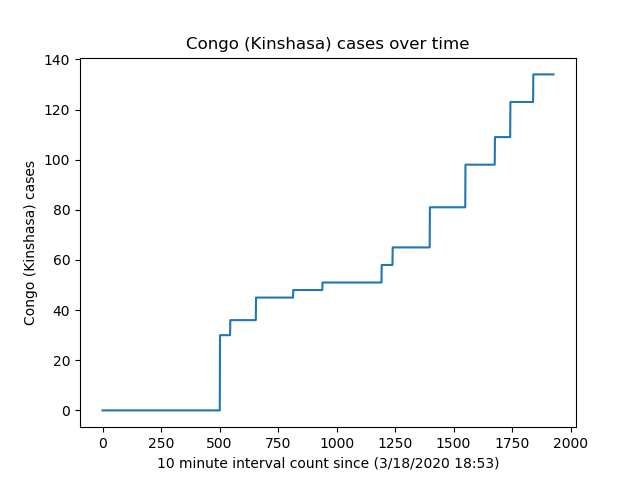 Congo (Kinshasa) cases over time
140
120
100
80
60
40
20
0
Congo (Kinshasa) cases
0 250 500 750 1000 1250 1500 1750 2000
10 minute interval count since (3/18/2020 18:53)